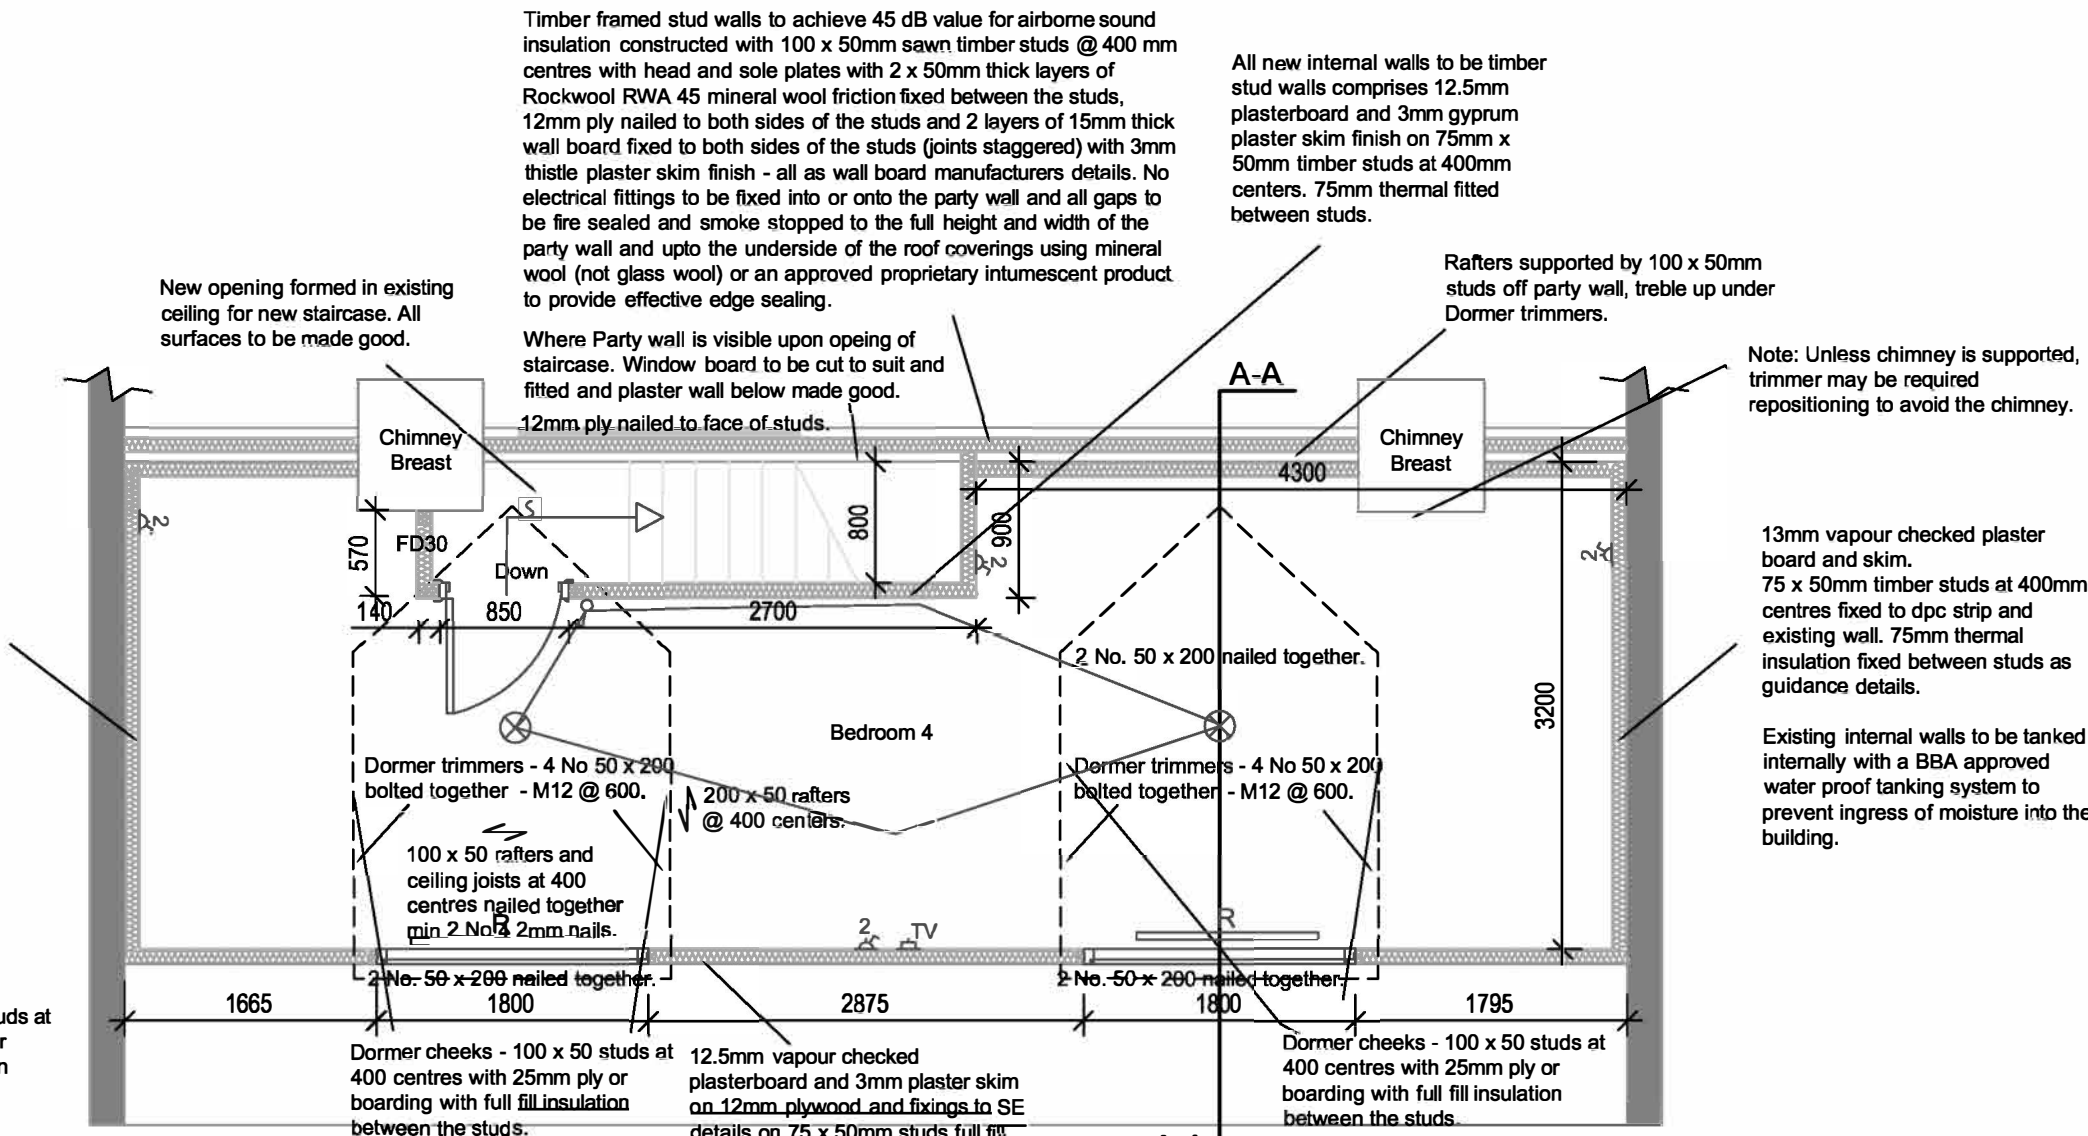 Timber framed stud walls to achieve 45 dB value for airborne sound
insulation constructed with 100 x 50mm sawn timber studs @ 400 mm
centres with head and sole plates with 2 x 50mm thick layers of
Rockwool RWA 45 mineral wool friction fixed between the studs,
12mm ply nailed to both sides of the studs and 2 layers of 15mm thick
wall board fixed to both sides of the studs (joints staggered) with 3mm
thistle plaster skim finish - all as wall board manufacturers details. No
electrical fittings to be fixed into or onto the party wall and all gaps to
be fire sealed and smoke stopped to the full height and width of the
party wall and upto the underside of the roof coverings using mineral
wool (not glass wool) or an approved proprietary intumescent product
to provide effective edge sealing.
Where Party wall is visible upon opeing of
staircase. Window board to be cut to suit and
fitted and plaster wall below made good.
12mm ply nailed to face of studs.
All new internal walls to be timber
stud walls comprises 12.5mm
plasterboard and 3mm gyprum
plaster skim finish on 75mm x
50mm timber studs at 400mm
centers. 75mm thermal fitted
between studs.
New opening formed in existing
ceiling for new staircase. All
surfaces to be made good.
Rafters supported by 100 x 50mm
studs off party wall, treble up under
Dormer trimmers.
Note: Unless chimney is supported,
trimmer may be required
repositioning to avoid the chimney.
A-A
Chimney
Breast
Chimney
Breast
4300
S
800
900
570
FD30
Down
140
850
2700
2
2
2
13mm vapour checked plaster
board and skim.
75 x 50mm timber studs at 400mm
centres fixed to dpc strip and
existing wall. 75mm thermal
insulation fixed between studs as
guidance details.
Existing internal walls to be tanked
internally with a BBA approved
water proof tanking system to
prevent ingress of moisture into the
building.
2 No. 50 x 200 nailed together.
3200
Bedroom 4
Dormer trimmers - 4 No 50 x 200
bolted together - M12 @ 600.
200 x 50 rafters
@ 400 centers.
Dormer trimmers - 4 No 50 x 200
bolted together - M12 @ 600.
100 x 50 rafters and
ceiling joists at 400
centres nailed together
min 2 No 4.2mm nails.
R
2
TV
R
2 No. 50 x 200 nailed together.
2 No. 50 x 200 nailed together.
1665
1800
2875
1800
1795
uds at
Dormer cheeks - 100 x 50 studs at
400 centres with 25mm ply or
boarding with full fill insulation
between the studs.
12.5mm vapour checked
plasterboard and 3mm plaster skim
on 12mm plywood and fixings to SE
details on 75 x 50mm studs full fill
Dormer cheeks - 100 x 50 studs at
400 centres with 25mm ply or
boarding with full fill insulation
between the studs.